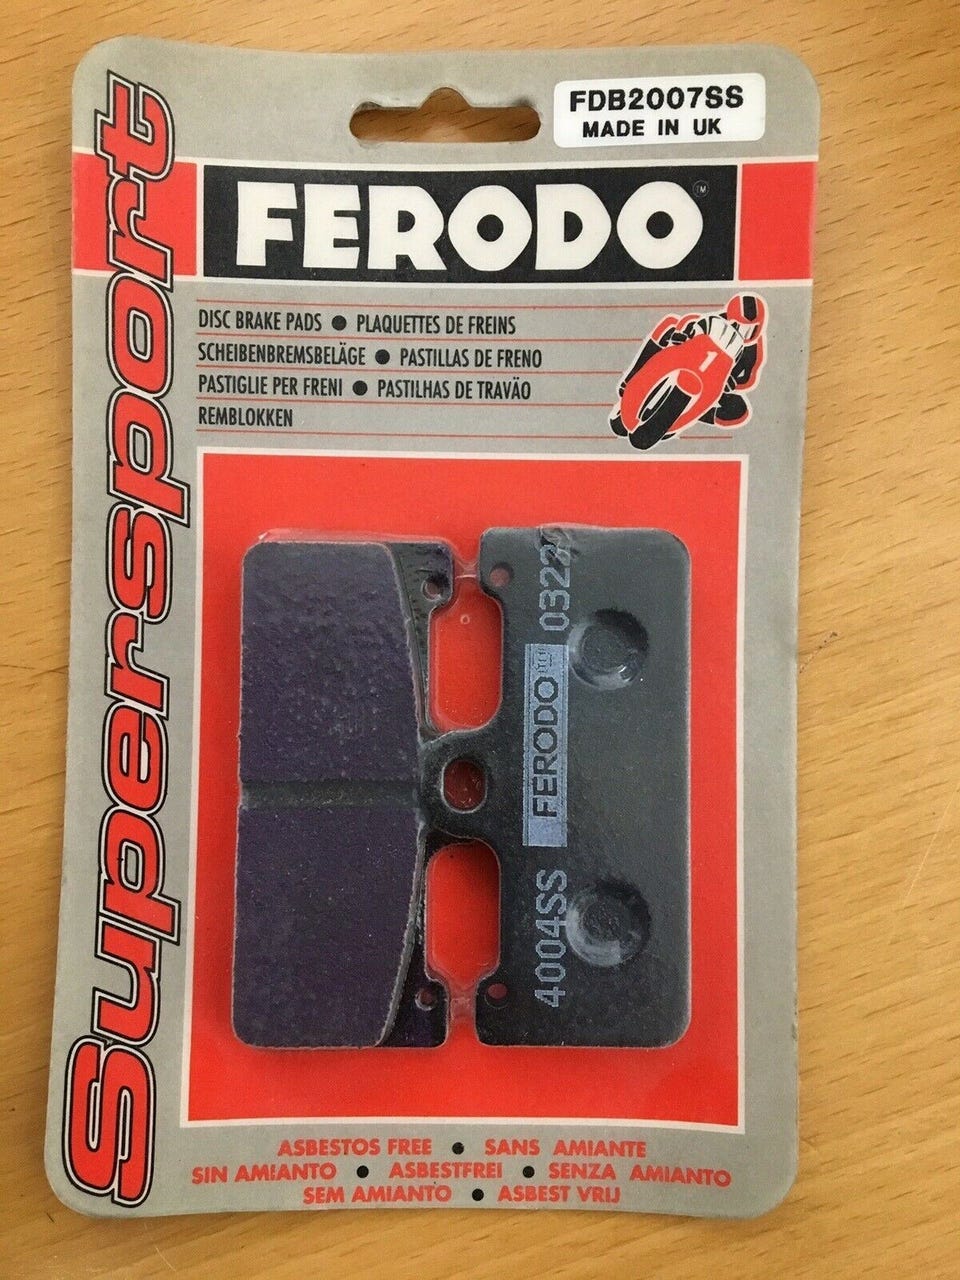 FDB2007SS
MADE IN UK
Supersport
FERODO TM
DISC BRAKE PADS ● PLAQUETTES DE FREINS
SCHEIBENBREMSBELÄGE ● PASTILLAS DE FRENO
PASTIGLIE PER FRENI ● PASTILHAS DE TRAVÃO
REMBLOKKEN
1
4004SS FERODO
ASBESTOS FREE ● SANS AMIANTE
SIN AMIANTO ● ASBESTFREI ● SENZA AMIANTO
SEM AMIANTO ● ASBEST VRIJ